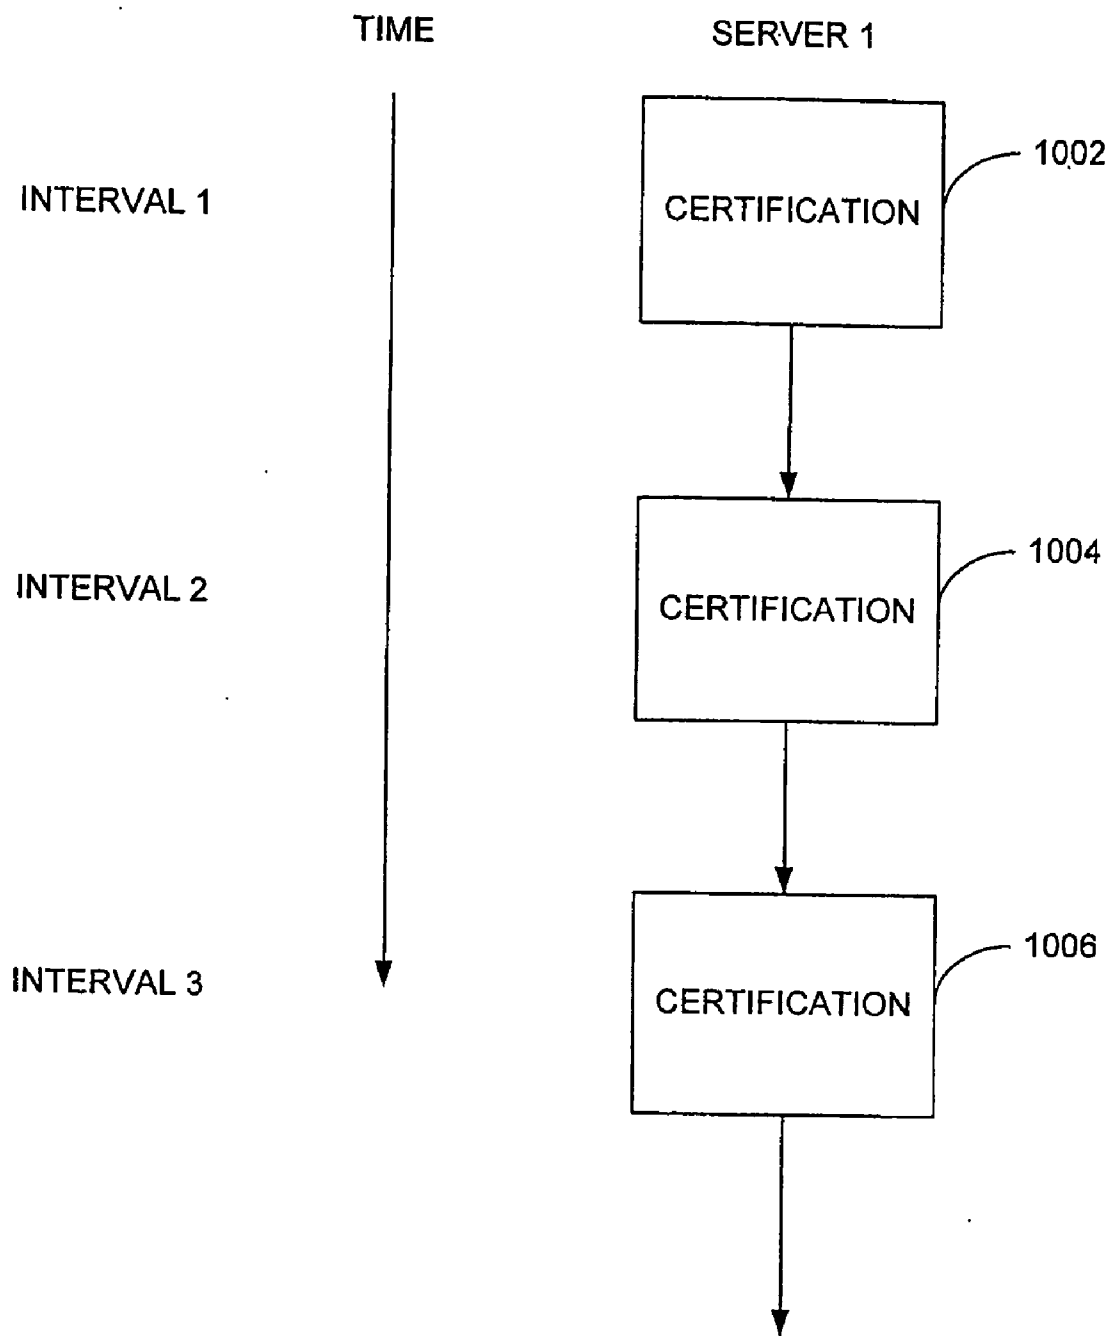 TIME
SERVER 1
INTERVAL 1
CERTIFICATION
1002
INTERVAL 2
CERTIFICATION
1004
INTERVAL 3
CERTIFICATION
1006